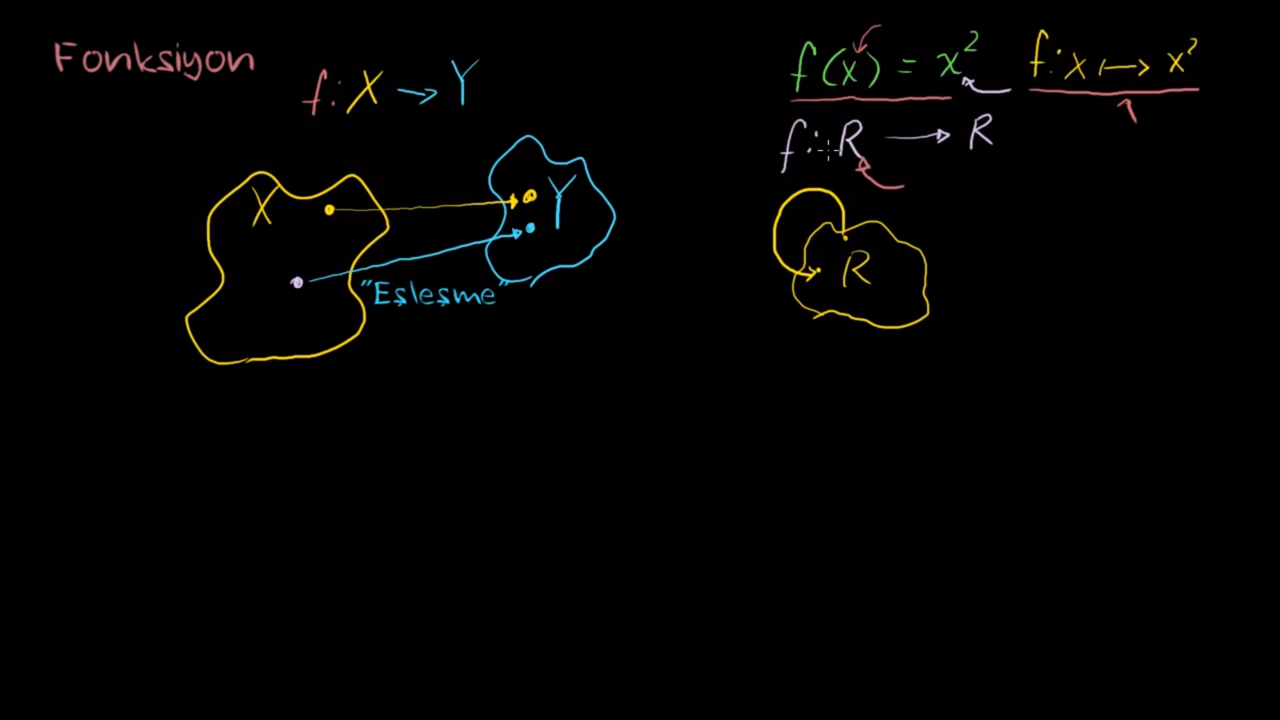 Fonksiyon
f: X → Y
X
Y
"Eşleşme"
f(x) = x²
f: x ↦ x²
f: R → R
R